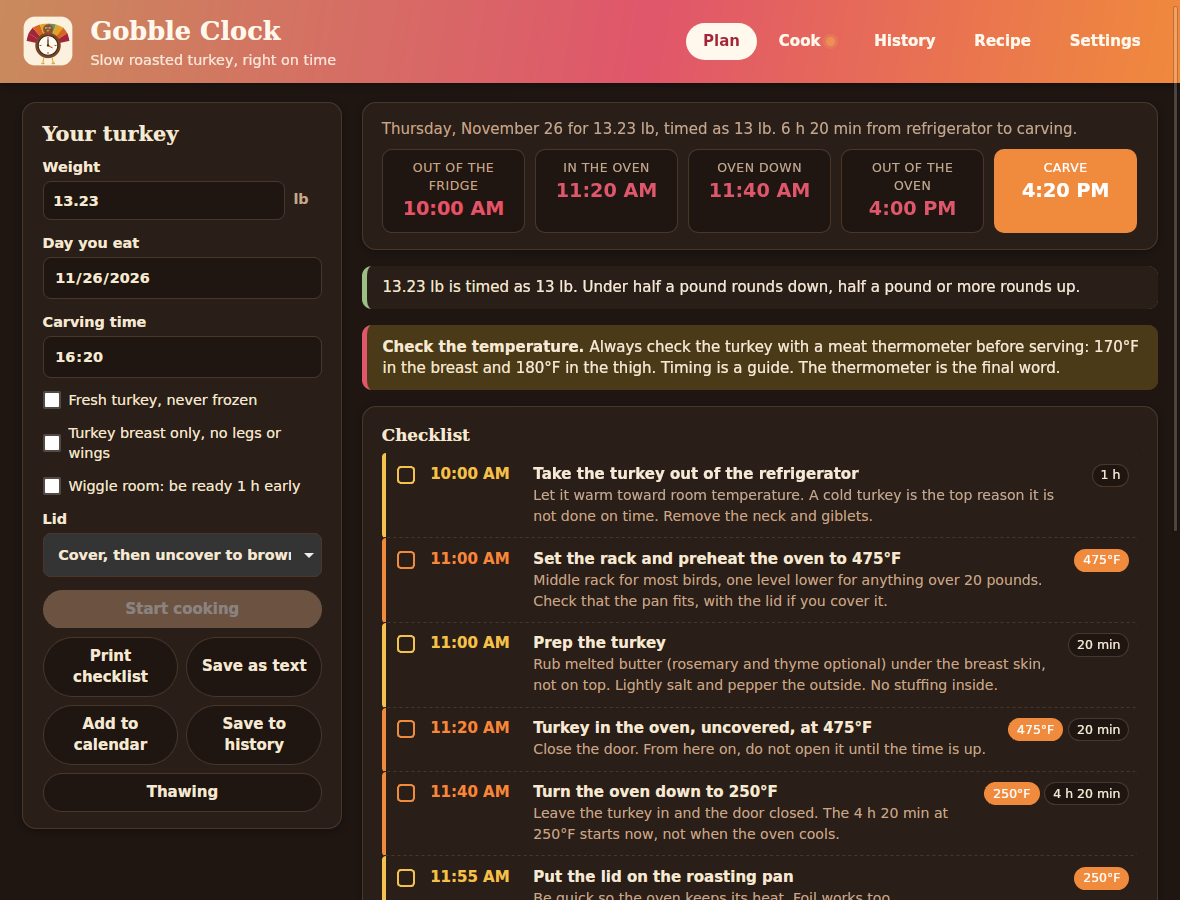 Gobble Clock
Slow roasted turkey, right on time
Plan
Cook
History
Recipe
Settings
Your turkey
Weight
13.23
lb
Day you eat
11/26/2026
Carving time
16:20
Fresh turkey, never frozen
Turkey breast only, no legs or
wings
Wiggle room: be ready 1 h early
Lid
Cover, then uncover to brown
Start cooking
Print
checklist
Save as text
Add to
calendar
Save to
history
Thawing
Thursday, November 26 for 13.23 lb, timed as 13 lb. 6 h 20 min from refrigerator to carving.
OUT OF THE
FRIDGE
10:00 AM
IN THE OVEN
11:20 AM
OVEN DOWN
11:40 AM
OUT OF THE
OVEN
4:00 PM
CARVE
4:20 PM
13.23 lb is timed as 13 lb. Under half a pound rounds down, half a pound or more rounds up.
Check the temperature. Always check the turkey with a meat thermometer before serving: 170°F
in the breast and 180°F in the thigh. Timing is a guide. The thermometer is the final word.
Checklist
10:00 AM
Take the turkey out of the refrigerator
1 h
Let it warm toward room temperature. A cold turkey is the top reason it is
not done on time. Remove the neck and giblets.
11:00 AM
Set the rack and preheat the oven to 475°F
475°F
Middle rack for most birds, one level lower for anything over 20 pounds.
Check that the pan fits, with the lid if you cover it.
11:00 AM
Prep the turkey
20 min
Rub melted butter (rosemary and thyme optional) under the breast skin,
not on top. Lightly salt and pepper the outside. No stuffing inside.
11:20 AM
Turkey in the oven, uncovered, at 475°F
475°F
20 min
Close the door. From here on, do not open it until the time is up.
11:40 AM
Turn the oven down to 250°F
250°F
4 h 20 min
Leave the turkey in and the door closed. The 4 h 20 min at
250°F starts now, not when the oven cools.
11:55 AM
Put the lid on the roasting pan
250°F
Be quick so the oven keeps its heat. Foil works too.